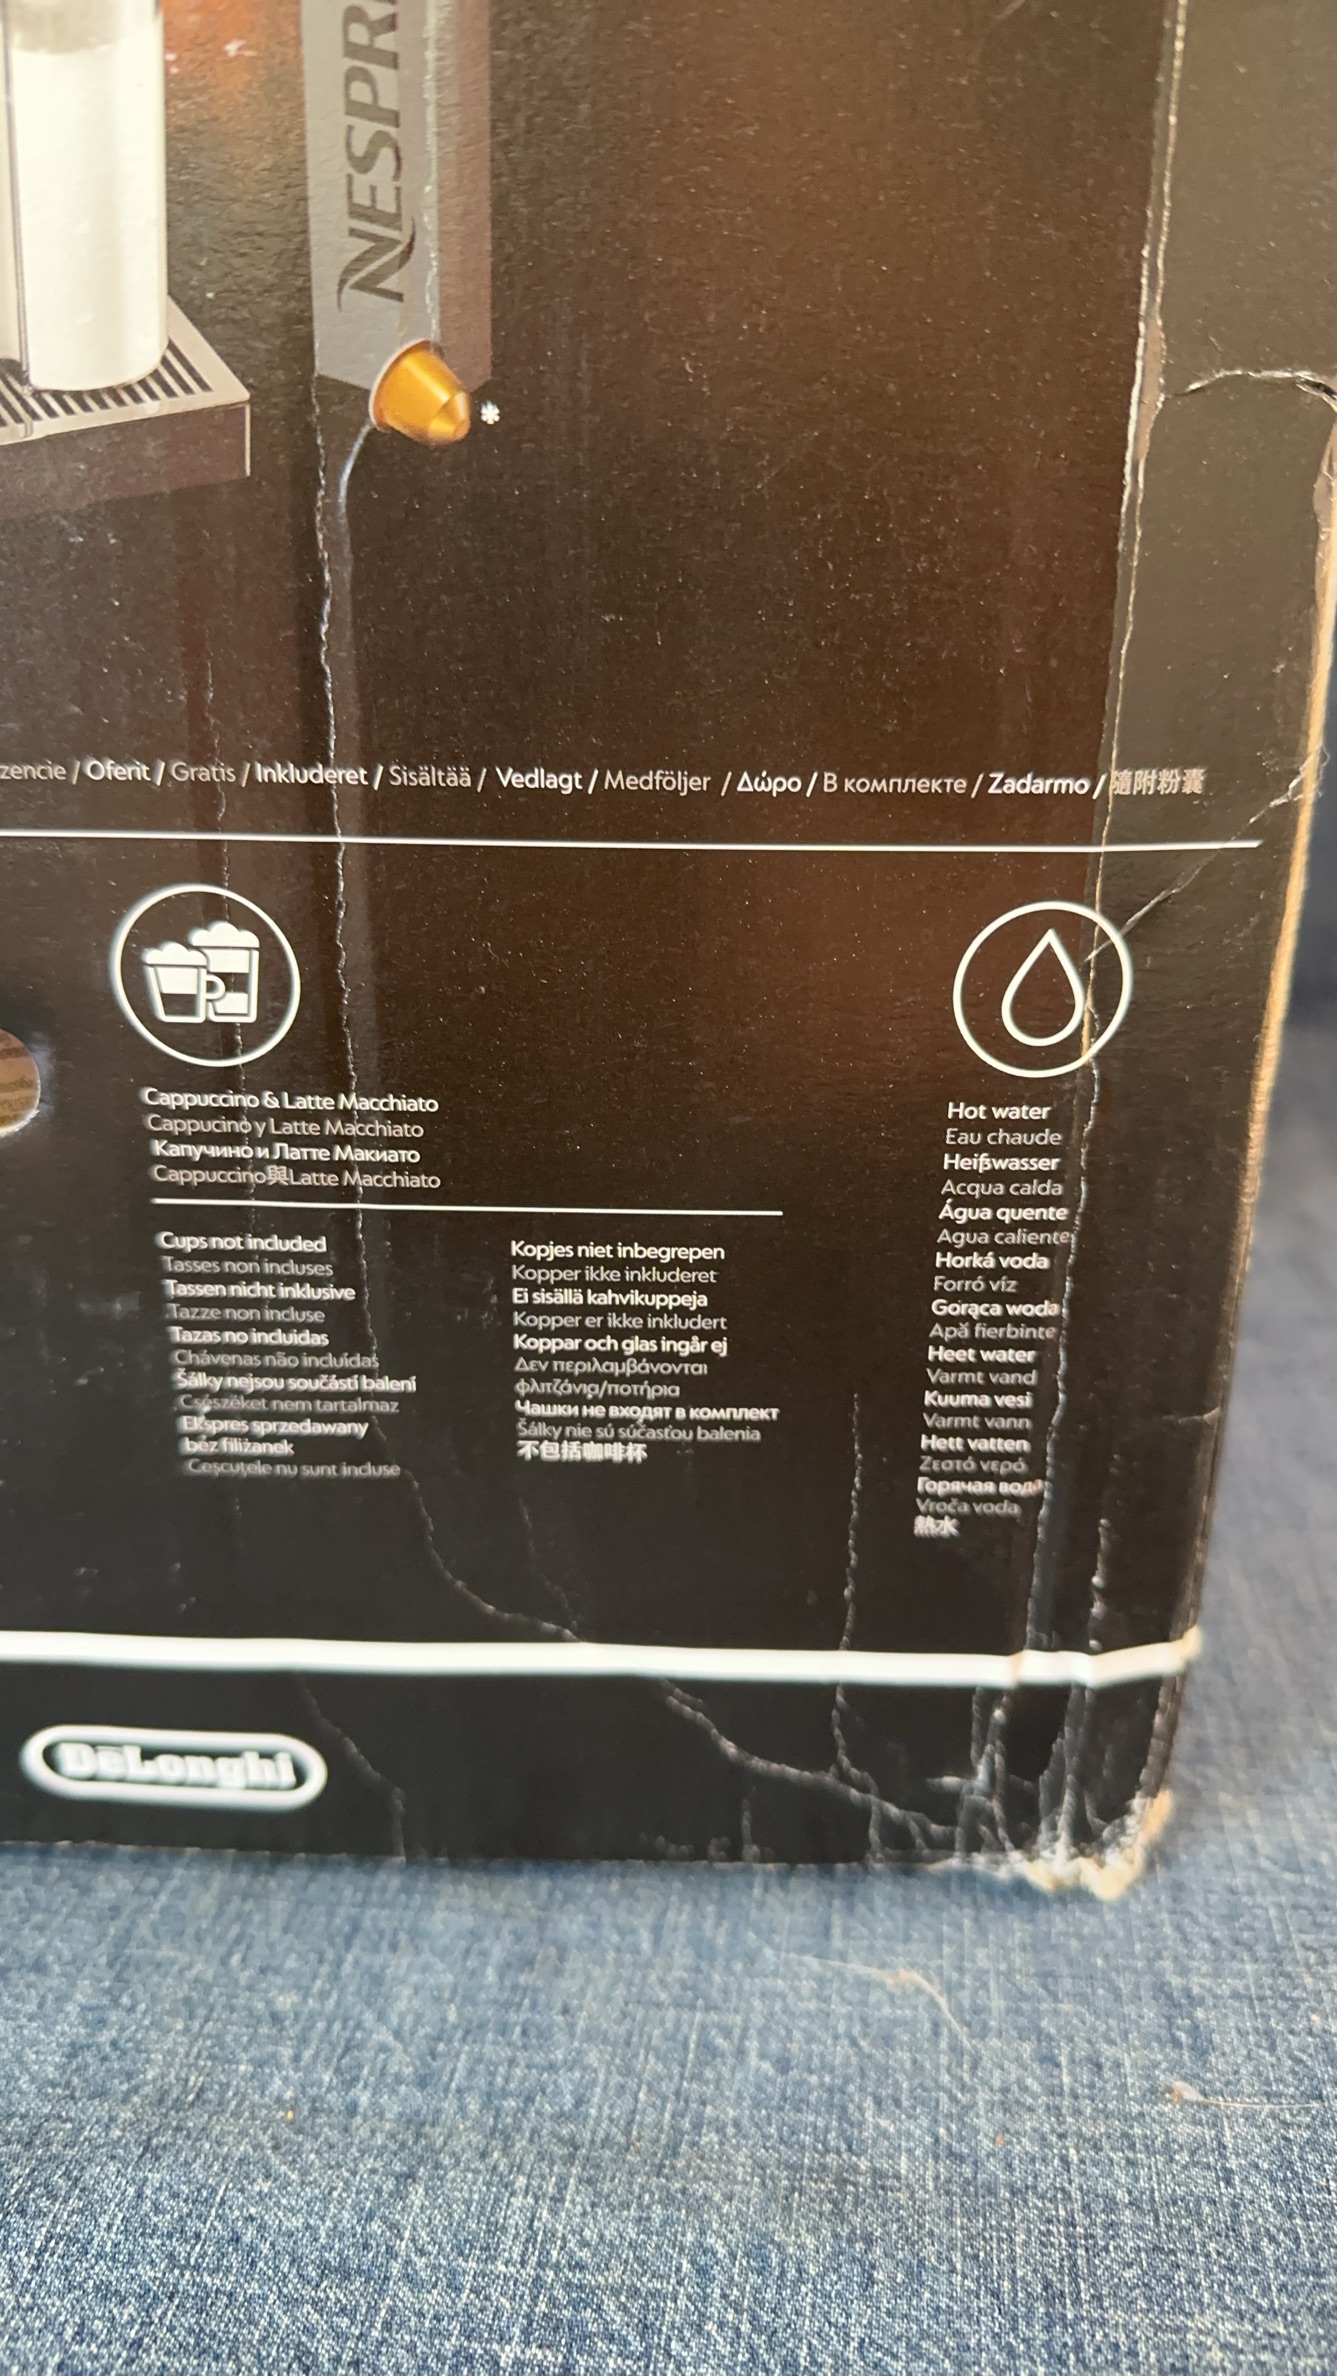 NESPR
*
zencie / Oferit / Gratis / Inkluderet / Sisältää / Vedlagt / Medföljer / Δώρο / В комплекте / Zadarmo / 隨附粉囊
Cappuccino & Latte Macchiato
Cappucino y Latte Macchiato
Капучино и Латте Макиато
Cappuccino與Latte Macchiato
Cups not included
Tasses non incluses
Tassen nicht inklusive
Tazze non incluse
Tazas no incluidas
Chávenas não incluídas
Šálky nejsou součástí balení
Csészéket nem tartalmaz
Ekspres sprzedawany
bez filiżanek
Ceșcuțele nu sunt incluse
Kopjes niet inbegrepen
Kopper ikke inkluderet
Ei sisällä kahvikuppeja
Kopper er ikke inkludert
Koppar och glas ingår ej
Δεν περιλαμβάνονται
φλιτζάνια/ποτήρια
Чашки не входят в комплект
Šálky nie sú súčasťou balenia
不包括咖啡杯
Hot water
Eau chaude
Heißwasser
Acqua calda
Água quente
Agua caliente
Horká voda
Forró víz
Gorąca woda
Apă fierbinte
Heet water
Varmt vand
Kuuma vesi
Varmt vann
Hett vatten
Ζεστό νερό
Горячая вода
Vroča voda
熱水
DeLonghi